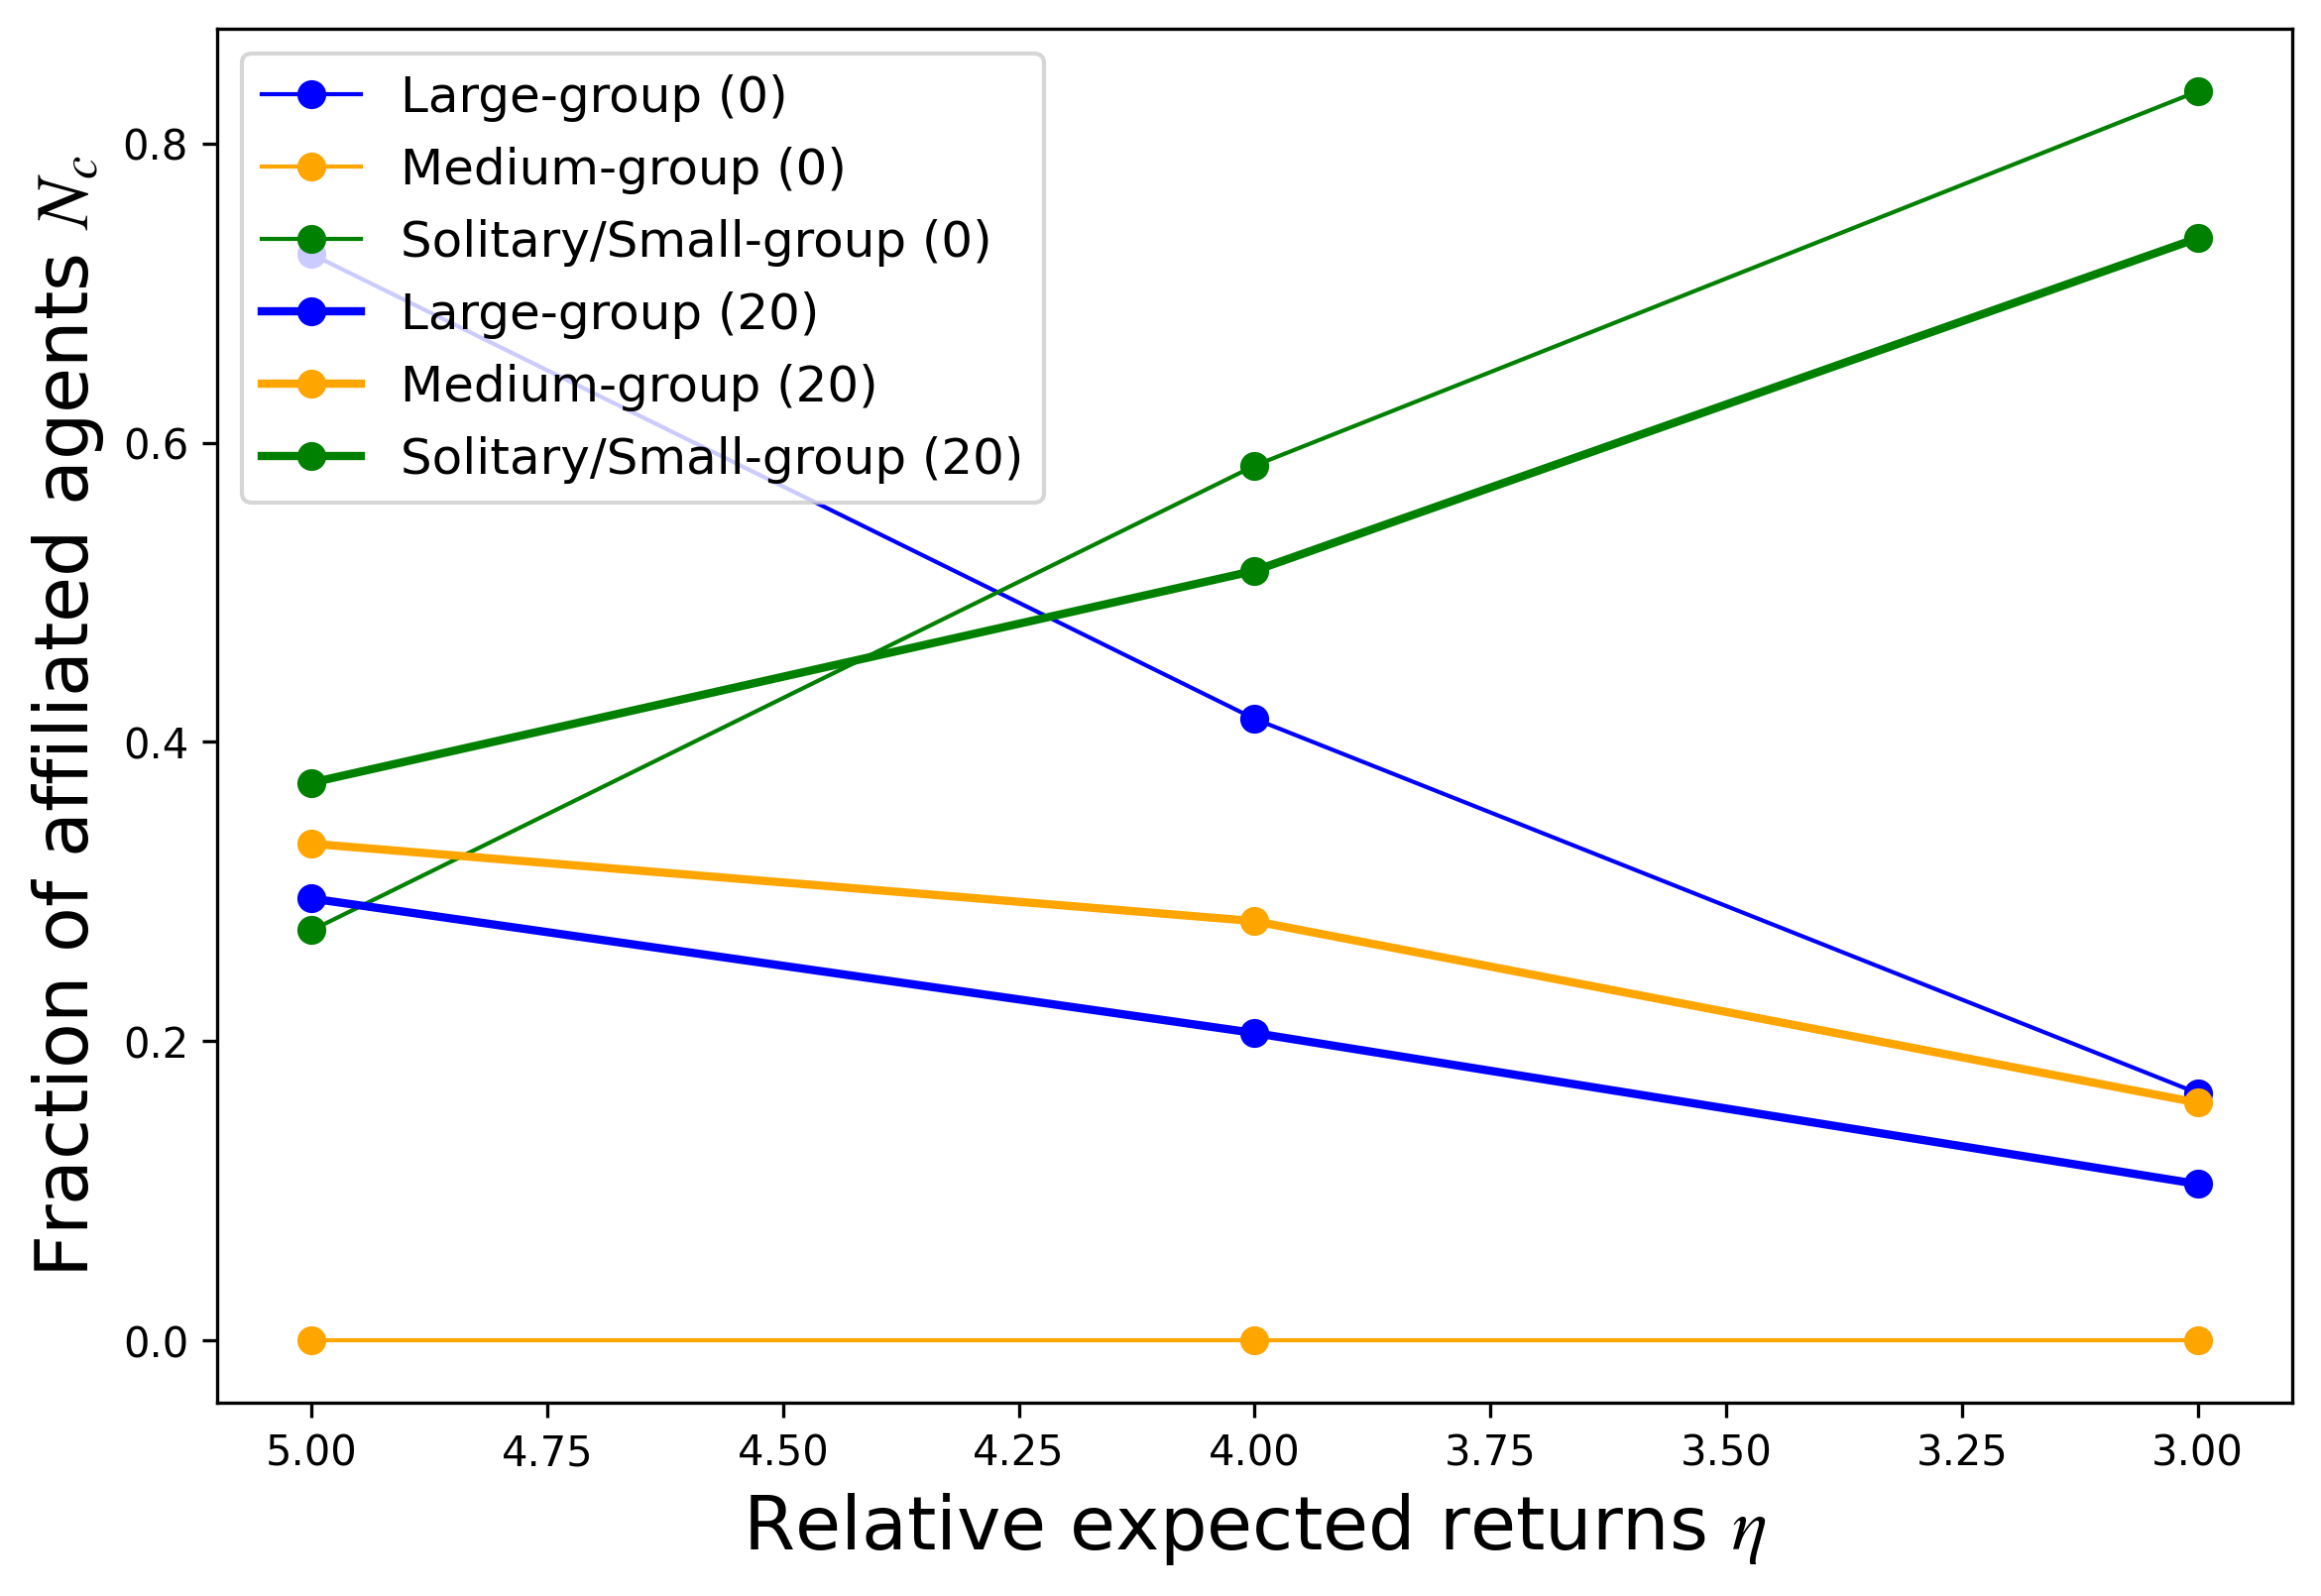 Large-group (0)
Medium-group (0)
Solitary/Small-group (0)
Large-group (20)
Medium-group (20)
Solitary/Small-group (20)
Fraction of affiliated agents N_c
0.8
0.6
0.4
0.2
0.0
5.00 4.75 4.50 4.25 4.00 3.75 3.50 3.25 3.00
Relative expected returns η